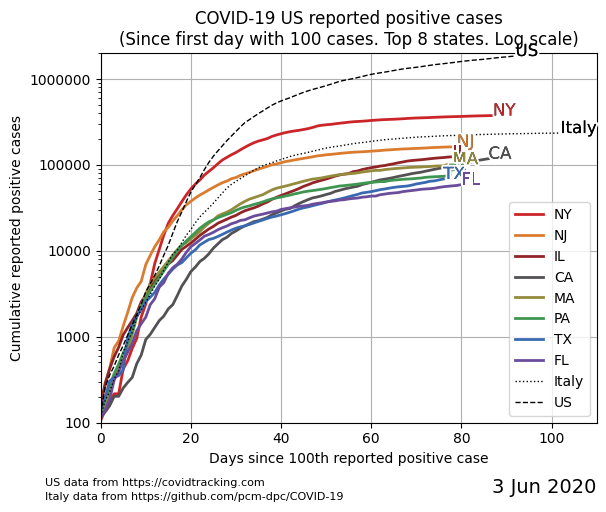 COVID-19 US reported positive cases
(Since first day with 100 cases. Top 8 states. Log scale)
US
1000000
NY
Italy
NJ
CA
MA
100000
TX
FL
10000
1000
100
Cumulative reported positive cases
NY
NJ
IL
CA
MA
PA
TX
FL
Italy
US
0 20 40 60 80 100
Days since 100th reported positive case
US data from https://covidtracking.com
Italy data from https://github.com/pcm-dpc/COVID-19
3 Jun 2020